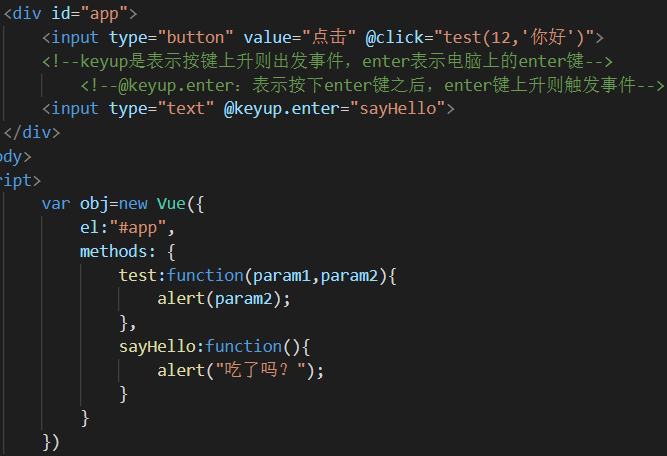 <div id="app">
<input type="button" value="点击" @click="test(12,'你好')">
<!--keyup是表示按键上升则出发事件，enter表示电脑上的enter键-->
<!--@keyup.enter：表示按下enter键之后，enter键上升则触发事件-->
<input type="text" @keyup.enter="sayHello">
</div>
ody>
ript>
var obj=new Vue({
el:"#app",
methods: {
test:function(param1,param2){
alert(param2);
},
sayHello:function(){
alert("吃了吗？");
}
}
})